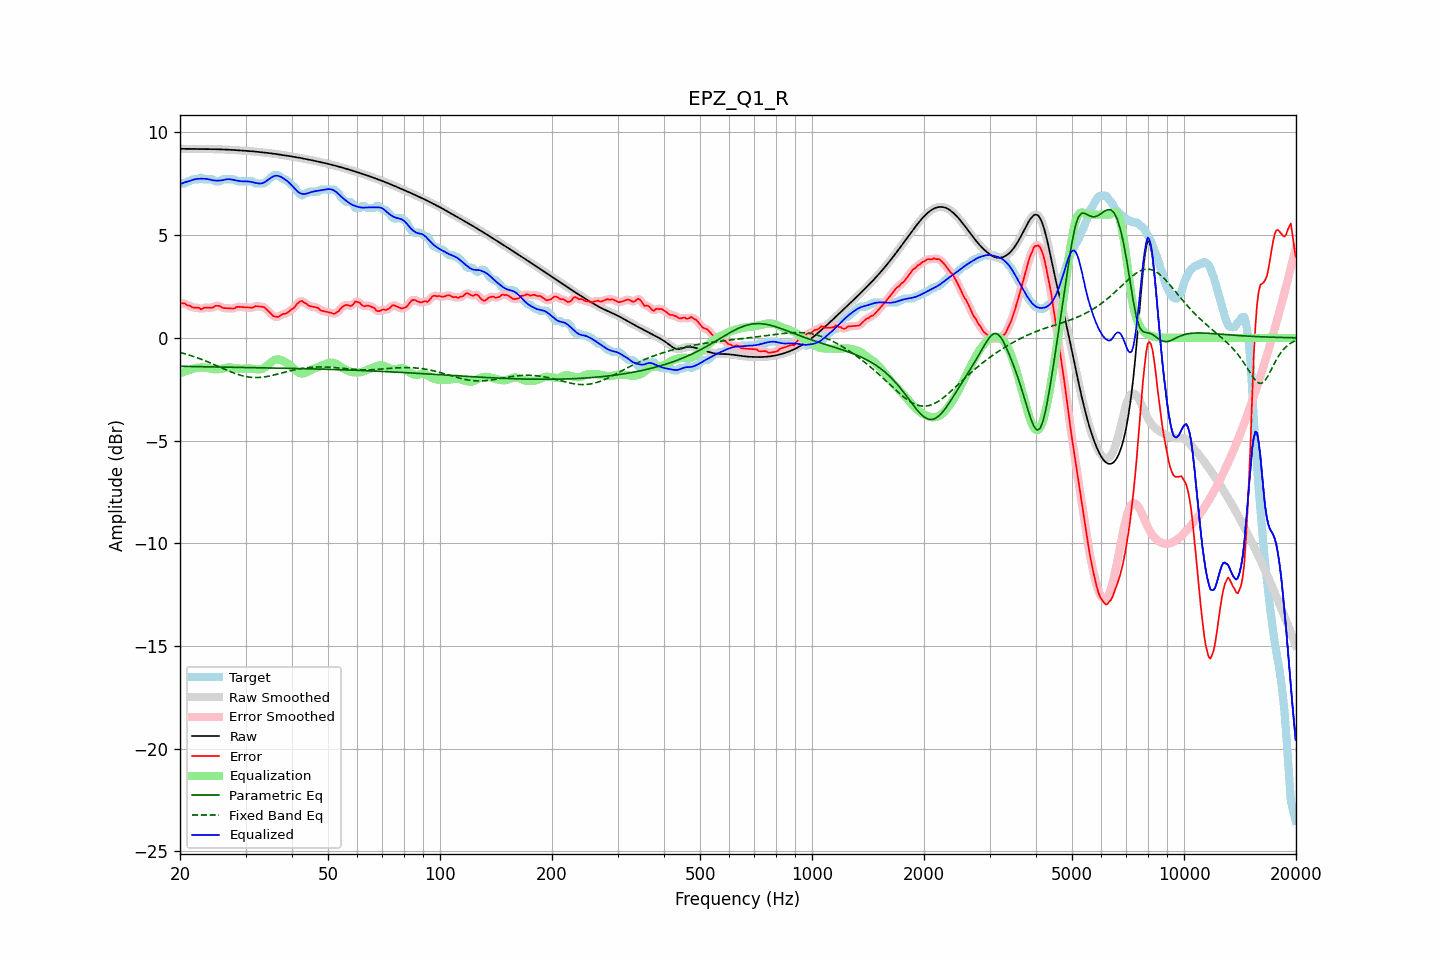 EPZ_Q1_R
Amplitude (dBr)
10
5
0
−5
−10
−15
−20
−25
Target
Raw Smoothed
Error Smoothed
Raw
Error
Equalization
Parametric Eq
Fixed Band Eq
Equalized
20
50
100
200
500
1000
2000
5000
10000
20000
Frequency (Hz)